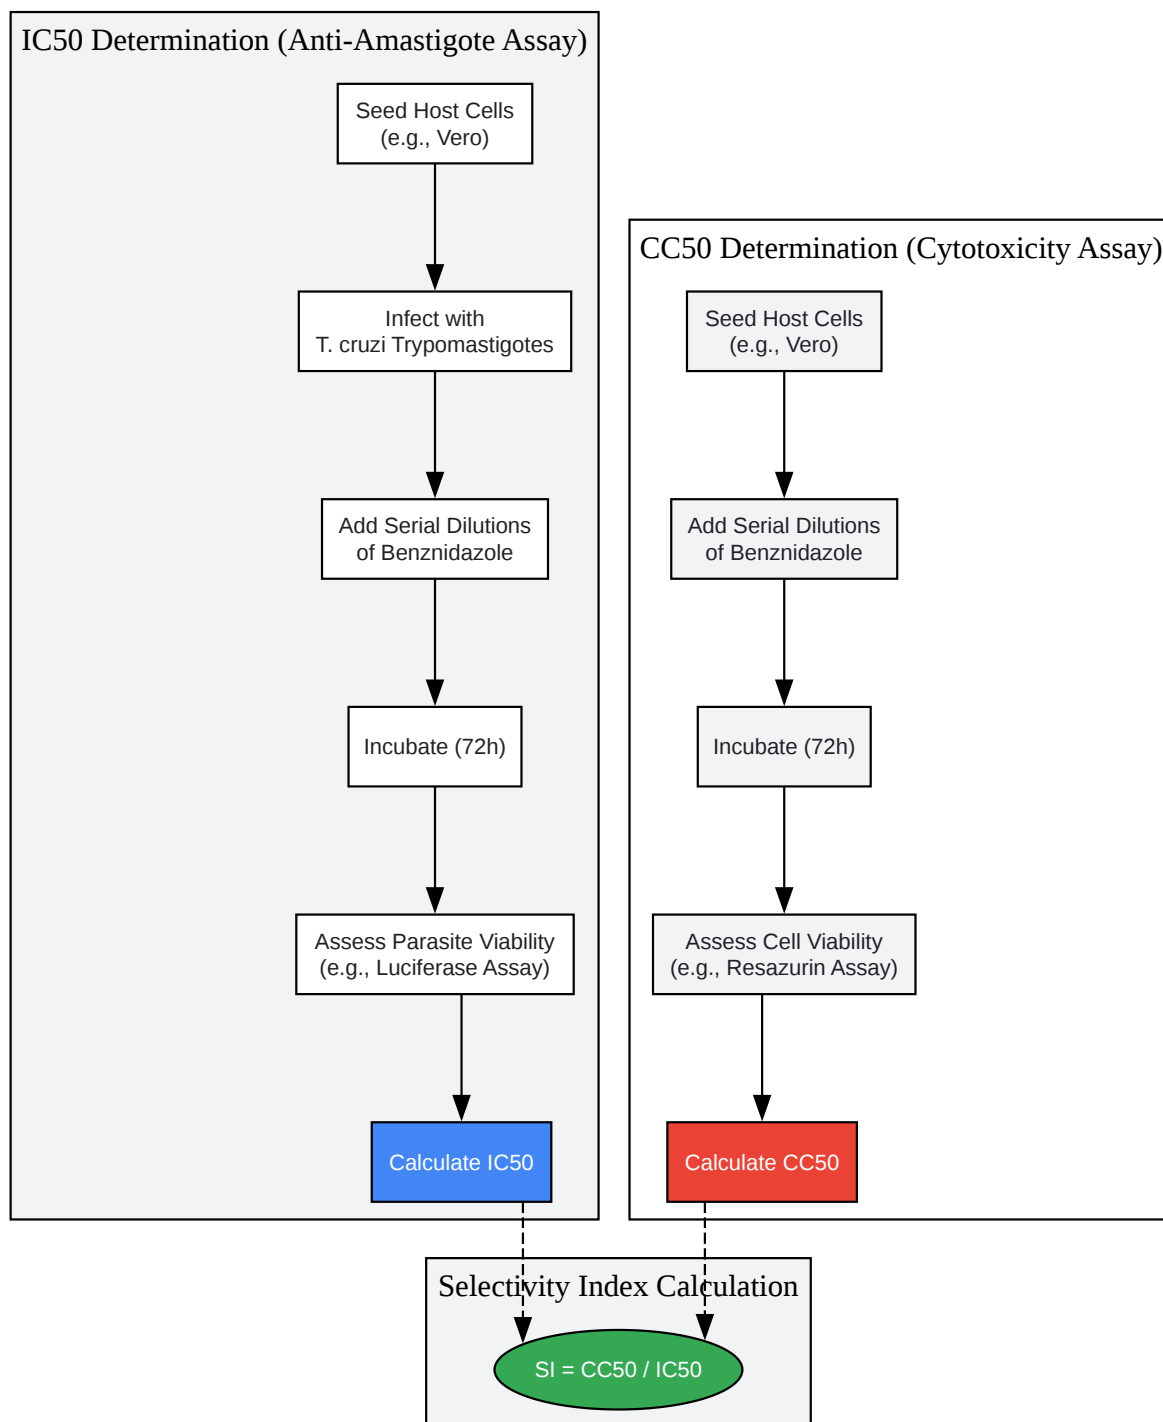 IC50 Determination (Anti-Amastigote Assay)
Seed Host Cells
(e.g., Vero)
Infect with
T. cruzi Trypomastigotes
Add Serial Dilutions
of Benznidazole
Incubate (72h)
Assess Parasite Viability
(e.g., Luciferase Assay)
Calculate IC50
CC50 Determination (Cytotoxicity Assay)
Seed Host Cells
(e.g., Vero)
Add Serial Dilutions
of Benznidazole
Incubate (72h)
Assess Cell Viability
(e.g., Resazurin Assay)
Calculate CC50
Selectivity Index Calculation
SI = CC50 / IC50